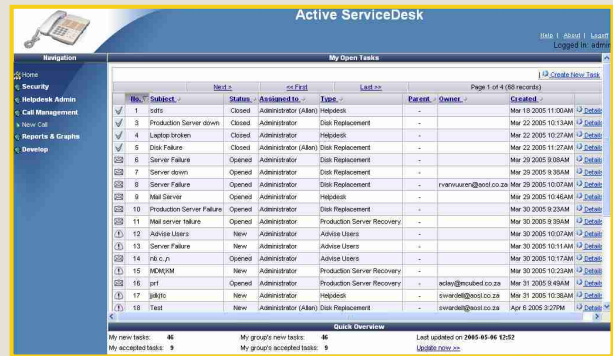 Active ServiceDesk
Help | About | Logoff
Logged In: admin
Navigation
My Open Tasks
Home
Security
Helpdesk Admin
Call Management
New Call
Reports & Graphs
Develop
| Create New Task
Next > << First Last >> Page 1 of 4 (68 records)
No. Subject Status Assigned to Type Parent Owner Created
1 sdfs Closed Administrator (Allan) Helpdesk - Mar 18 2005 11:00AM Details
3 Production Server down Closed Administrator Disk Replacement - Mar 22 2005 10:13AM Details
4 Laptop broken Closed Administrator Helpdesk - Mar 22 2005 10:27AM Details
5 Disk Failure Closed Administrator (Allan) Disk Replacement - Mar 22 2005 11:27AM Details
6 Server Failure Opened Administrator Disk Replacement - Mar 29 2005 9:08AM Details
7 Server down Opened Administrator Disk Replacement - Mar 29 2005 9:38AM Details
8 Server Failure Opened Administrator Disk Replacement - rvanvuuren@aosl.co.za Mar 29 2005 10:07AM Details
9 Mail Server Opened Administrator Helpdesk - Mar 29 2005 10:46AM Details
10 Production Server Failure Opened Administrator Disk Replacement - Mar 30 2005 9:23AM Details
11 Mail server failure Opened Administrator Production Server Recovery - Mar 30 2005 9:39AM Details
12 Advise Users New Administrator Advise Users - Mar 30 2005 10:07AM Details
13 Server Failure New Administrator Advise Users - Mar 30 2005 10:11AM Details
14 Opened Administrator Advise Users - Mar 30 2005 10:17AM Details
15 MDM;KM New Administrator Production Server Recovery - Mar 30 2005 10:23AM Details
16 prf Opened Administrator Production Server Recovery - aclay@mcubed.co.za Mar 31 2005 9:49AM Details
17 New Administrator Helpdesk - swardell@aosl.co.za Mar 31 2005 10:36AM Details
18 Test New Administrator (Allan) Disk Replacement - swardell@aosl.co.za Apr 6 2005 3:27PM Details
Quick Overview
My new tasks: 46 My group's new tasks: 46 Last updated on 2005-05-06 12:52
My accepted tasks: 9 My group's accepted tasks: 9 Update now >>